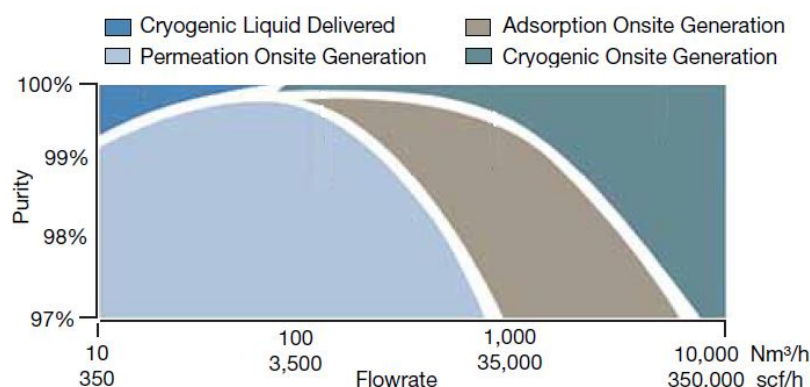 Cryogenic Liquid Delivered
Adsorption Onsite Generation
Permeation Onsite Generation
Cryogenic Onsite Generation
100%
99%
98%
97%
Purity
10 100 1,000 10,000 Nm³/h
350 3,500 35,000 350,000 scf/h
Flowrate